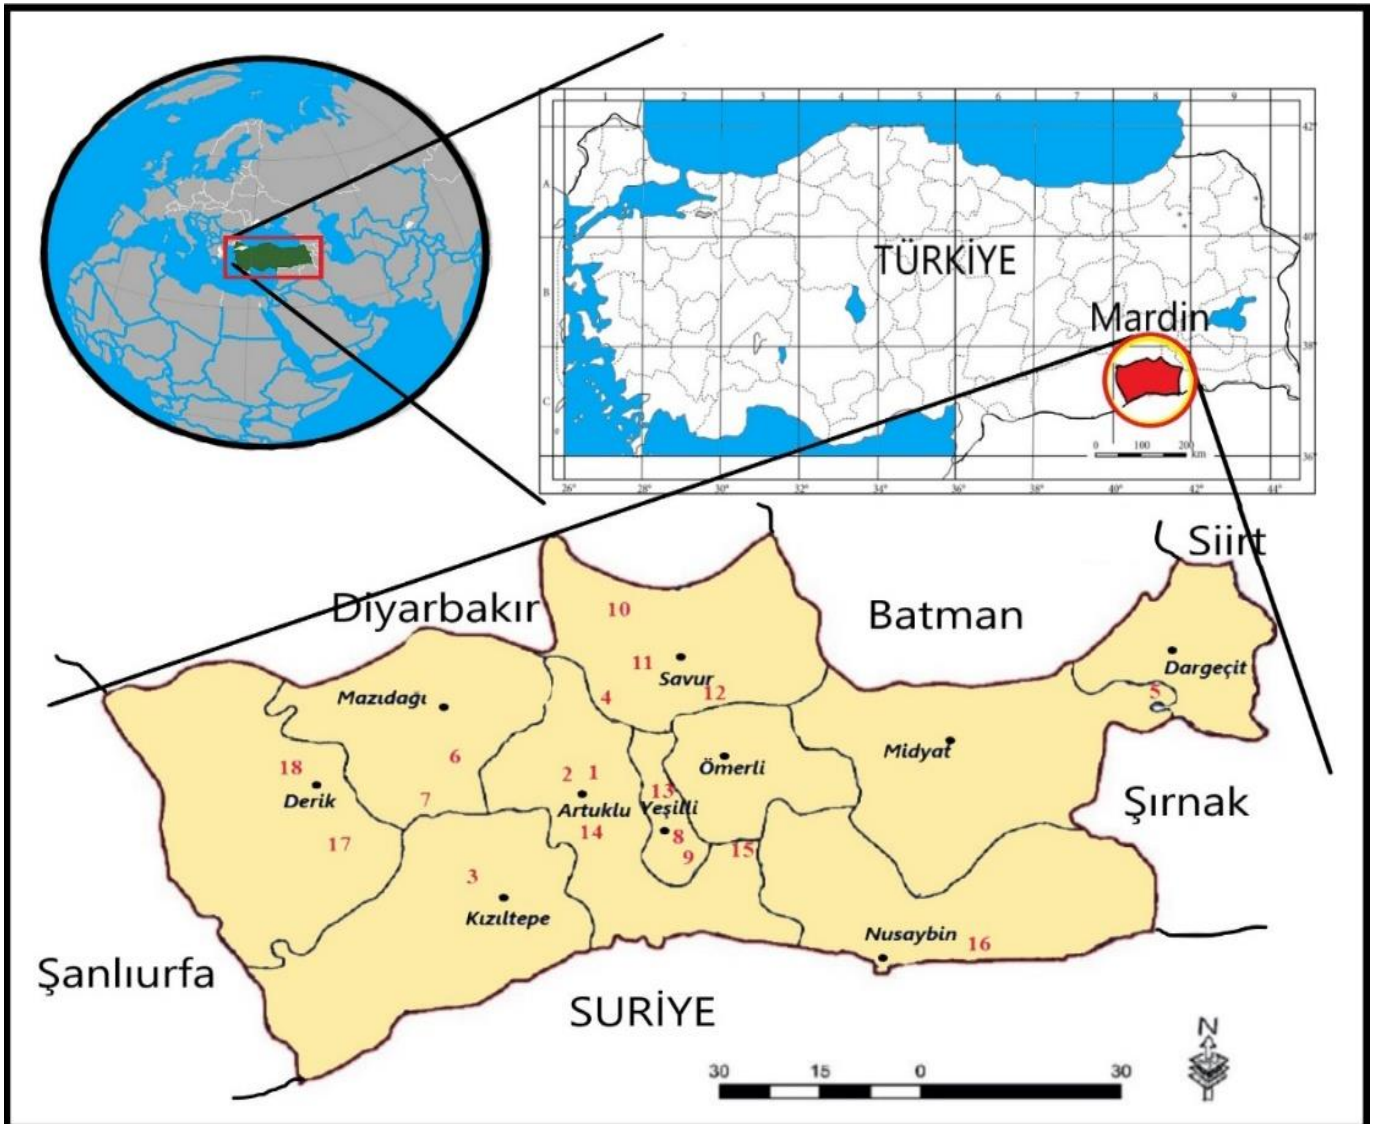 1 2 3 4 5 6 7 8 9
42°
A
TÜRKİYE
40°
B
Mardin
38°
C
0 100 200
km
36°
26° 28° 30° 32° 34° 36° 38° 40° 42° 44°
Siirt
Diyarbakır
10
Batman
11
Savur
Dargeçit
Mazıdağı
4
12
5
6
Midyat
18
2 1
Ömerli
Derik
7
Artuklu
13
Yeşilli
Şırnak
14
8
17
9
15
3
Kızıltepe
Nusaybin
16
Şanlıurfa
SURİYE
N
30 15 0 30